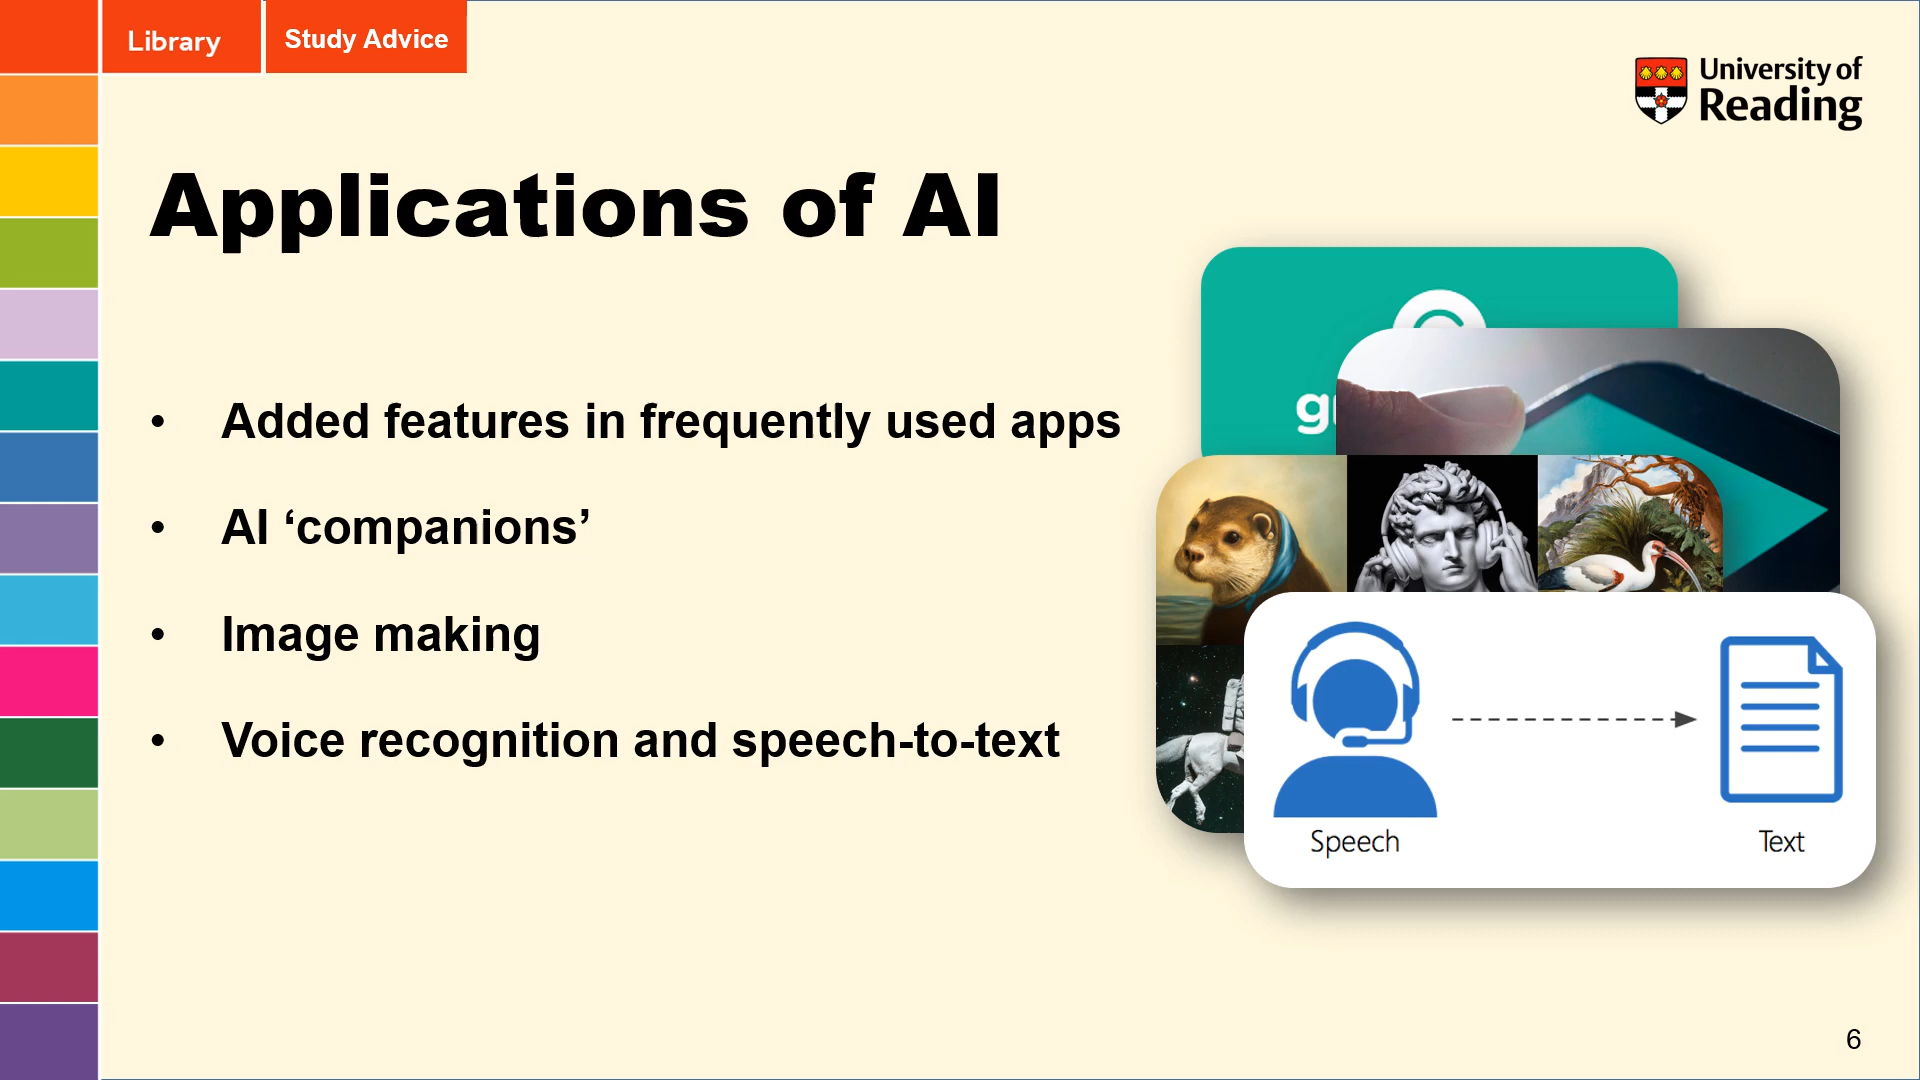 Library
Study Advice
University of
Reading
Applications of AI
• Added features in frequently used apps
• AI ‘companions’
• Image making
• Voice recognition and speech-to-text
Speech
Text
6